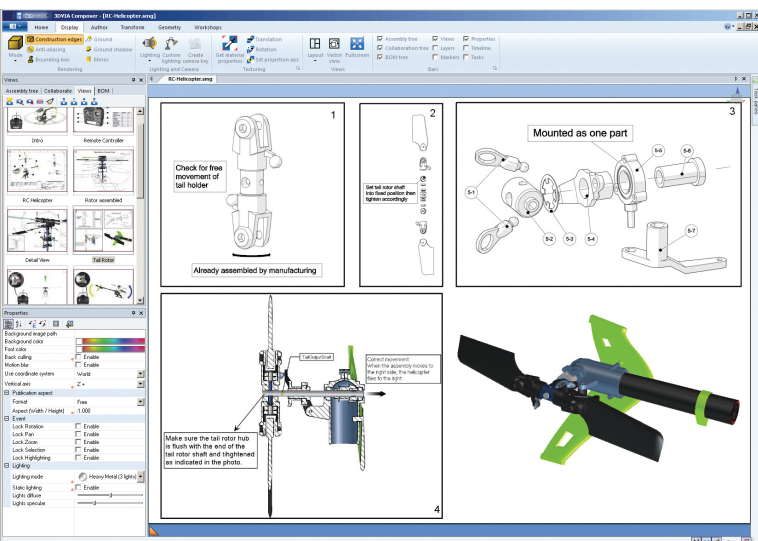 3DVIA Composer - [RC-Helicopter.smg]
Home Display Author Transform Geometry Workshops
Mode
Construction edges
Anti-aliasing
Bounding box
Ground
Ground shadow
Mirror
Rendering
Lighting
Custom lighting
Create camera key
Lighting and Camera
Get material properties
Translation
Rotation
Set projection axis
Texturing
Layout
Vector view
Fullscreen
Views
Assembly tree
Collaboration tree
BOM tree
Views
Layers
Markers
Properties
Timeline
Tasks
Bars
Views
Assembly tree Collaborate Views BOM
Intro
Remote Controller
RC Helicopter
Rotor assembled
Detail View
Tail Rotor
Properties
Background image path
Background color
Foot color
Back culling Enable
Motion blur Enable
Use coordinate system World
Vertical axis Z +
Publication aspect
Format Free
Aspect (Width / Height) -1.000
Event
Lock Rotation Enable
Lock Pan Enable
Lock Zoom Enable
Lock Selection Enable
Lock Highlighting Enable
Lighting
Lighting mode Heavy Metal (3 lights)
Static lighting Enable
Lights diffuse
Lights specular
RC-Helicopter.smg
1
Check for free
movement of
tail holder
Already assembled by manufacturing
2
Set tail rotor shaft
into fixed position then
tighten accordingly
3
Mounted as one part
5-1
5-2
5-3
5-4
5-5
5-6
5-7
TailOutputShaft
Correct movement:
When the assembly moves to
the right side, the helicopter
flies to the right
Make sure the tail rotor hub
is flush with the end of the
tail rotor shaft and tihghtened
as indicated in the photo.
4